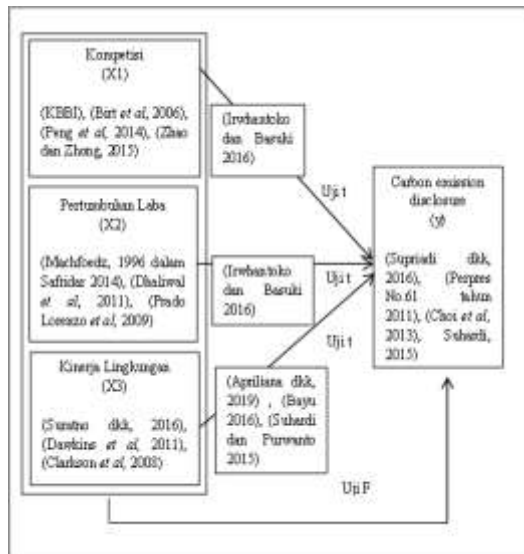 Kompetisi
(X1)
(KBBI), (Birt et al, 2006),
(Peng et al, 2014), (Zhao
dan Zhong, 2015)
(Irwhantoko
dan Basuki
2016)
Uji t
Pertumbuhan Laba
(X2)
(Machfoedz, 1996 dalam
Safridar 2014), (Dhaliwal
et al, 2011), (Prado
Lorenzo et al, 2009)
(Irwhantoko
dan Basuki
2016)
Uji t
Carbon emission
disclosure
(y)
(Supriadi dkk,
2016), (Perpres
No.61 tahun
2011), (Choi et al,
2013), Suhardi,
2015)
Kinerja Lingkungan
(X3)
(Suratno dkk, 2016),
(Dawkins et al, 2011),
(Clarkson et al, 2008)
(Apriliana dkk,
2019) , (Bayu
2016), (Suhardi
dan Purwanto
2015)
Uji t
Uji F